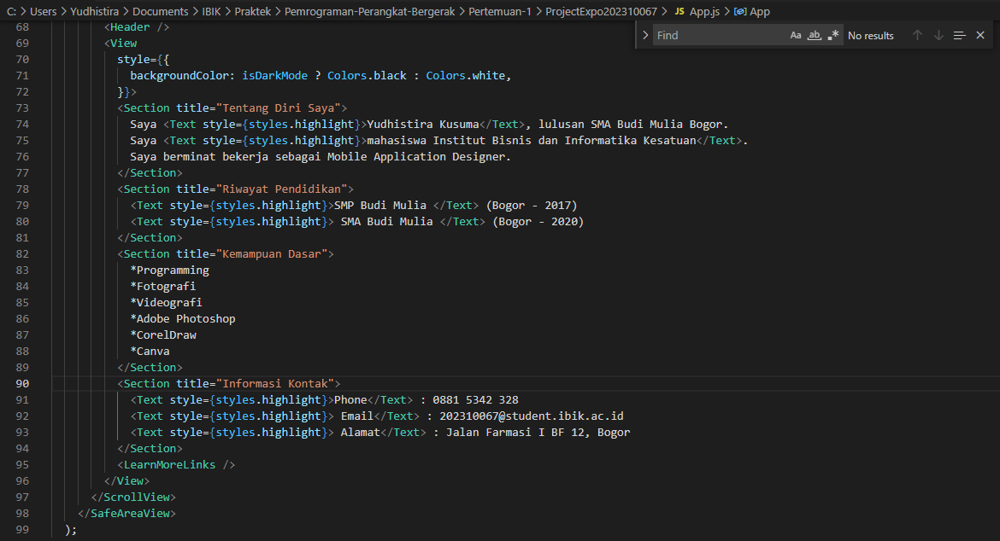 C: > Users > Yudhistira > Documents > IBIK > Praktek > Pemrograman-Perangkat-Bergerak > Pertemuan-1 > ProjectExpo202310067 > JS App.js > App
Find Aa ab .* No results
68 <Header />
69 <View
70 style={{
71 backgroundColor: isDarkMode ? Colors.black : Colors.white,
72 }}>
73 <Section title="Tentang Diri Saya">
74 Saya <Text style={styles.highlight}>Yudhistira Kusuma</Text>, lulusan SMA Budi Mulia Bogor.
75 Saya <Text style={styles.highlight}>mahasiswa Institut Bisnis dan Informatika Kesatuan</Text>.
76 Saya berminat bekerja sebagai Mobile Application Designer.
77 </Section>
78 <Section title="Riwayat Pendidikan">
79 <Text style={styles.highlight}>SMP Budi Mulia </Text> (Bogor - 2017)
80 <Text style={styles.highlight}> SMA Budi Mulia </Text> (Bogor - 2020)
81 </Section>
82 <Section title="Kemampuan Dasar">
83 *Programming
84 *Fotografi
85 *Videografi
86 *Adobe Photoshop
87 *CorelDraw
88 *Canva
89 </Section>
90 <Section title="Informasi Kontak">
91 <Text style={styles.highlight}>Phone</Text> : 0881 5342 328
92 <Text style={styles.highlight}> Email</Text> : 202310067@student.ibik.ac.id
93 <Text style={styles.highlight}> Alamat</Text> : Jalan Farmasi I BF 12, Bogor
94 </Section>
95 <LearnMoreLinks />
96 </View>
97 </ScrollView>
98 </SafeAreaView>
99 );